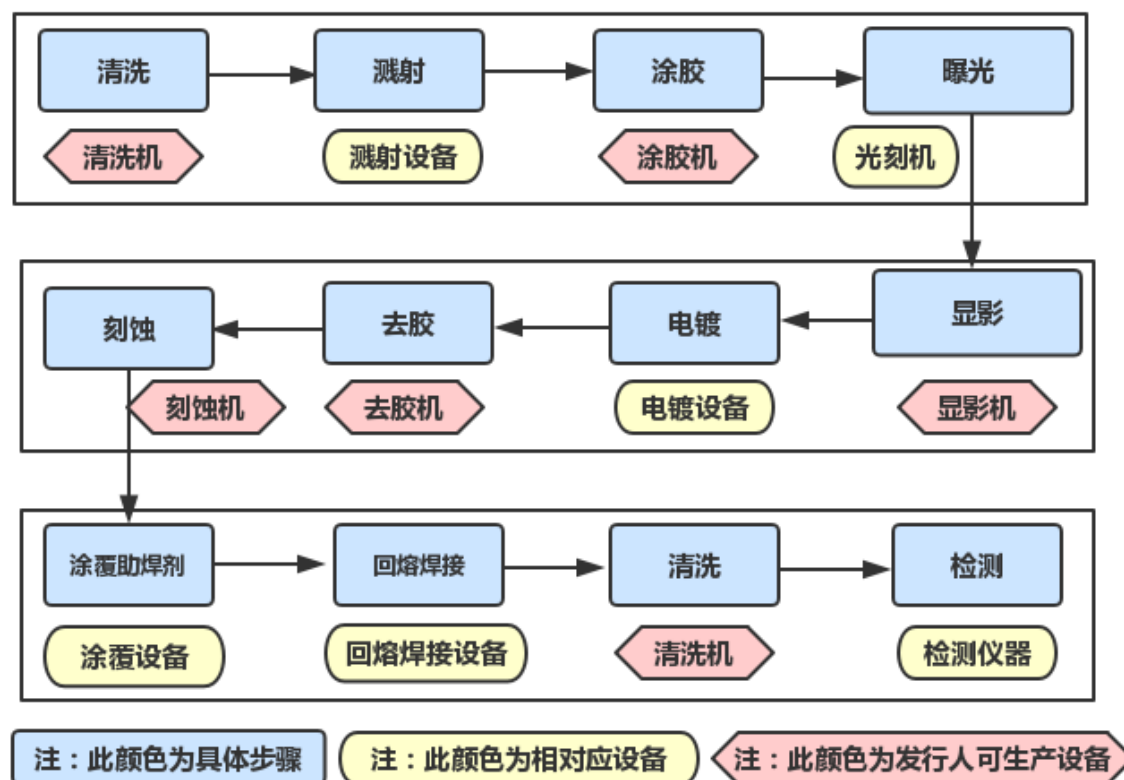 清洗
溅射
涂胶
曝光
清洗机
溅射设备
涂胶机
光刻机
刻蚀
去胶
电镀
显影
刻蚀机
去胶机
电镀设备
显影机
涂覆助焊剂
回熔焊接
清洗
检测
涂覆设备
回熔焊接设备
清洗机
检测仪器
注：此颜色为具体步骤
注：此颜色为相对应设备
注：此颜色为发行人可生产设备